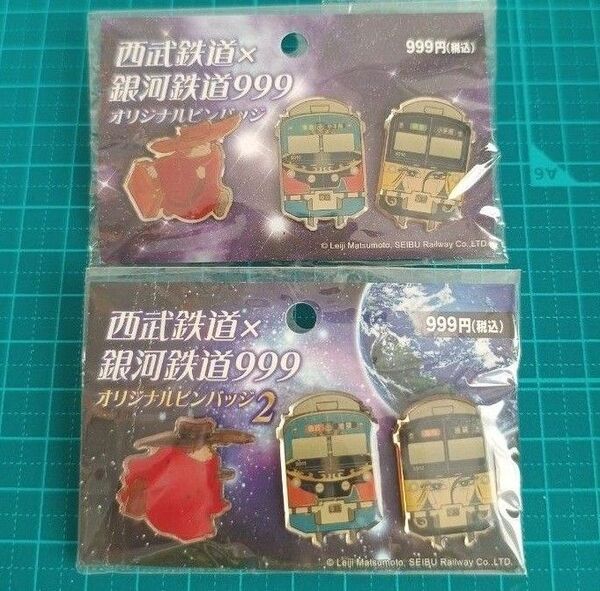 西武鉄道×
銀河鉄道999
オリジナルピンバッジ
999円(税込)
© Leiji Matsumoto, SEIBU Railway Co.,LTD.
A6
西武鉄道×
銀河鉄道999
オリジナルピンバッジ2
999円(税込)
© Leiji Matsumoto, SEIBU Railway Co.,LTD.